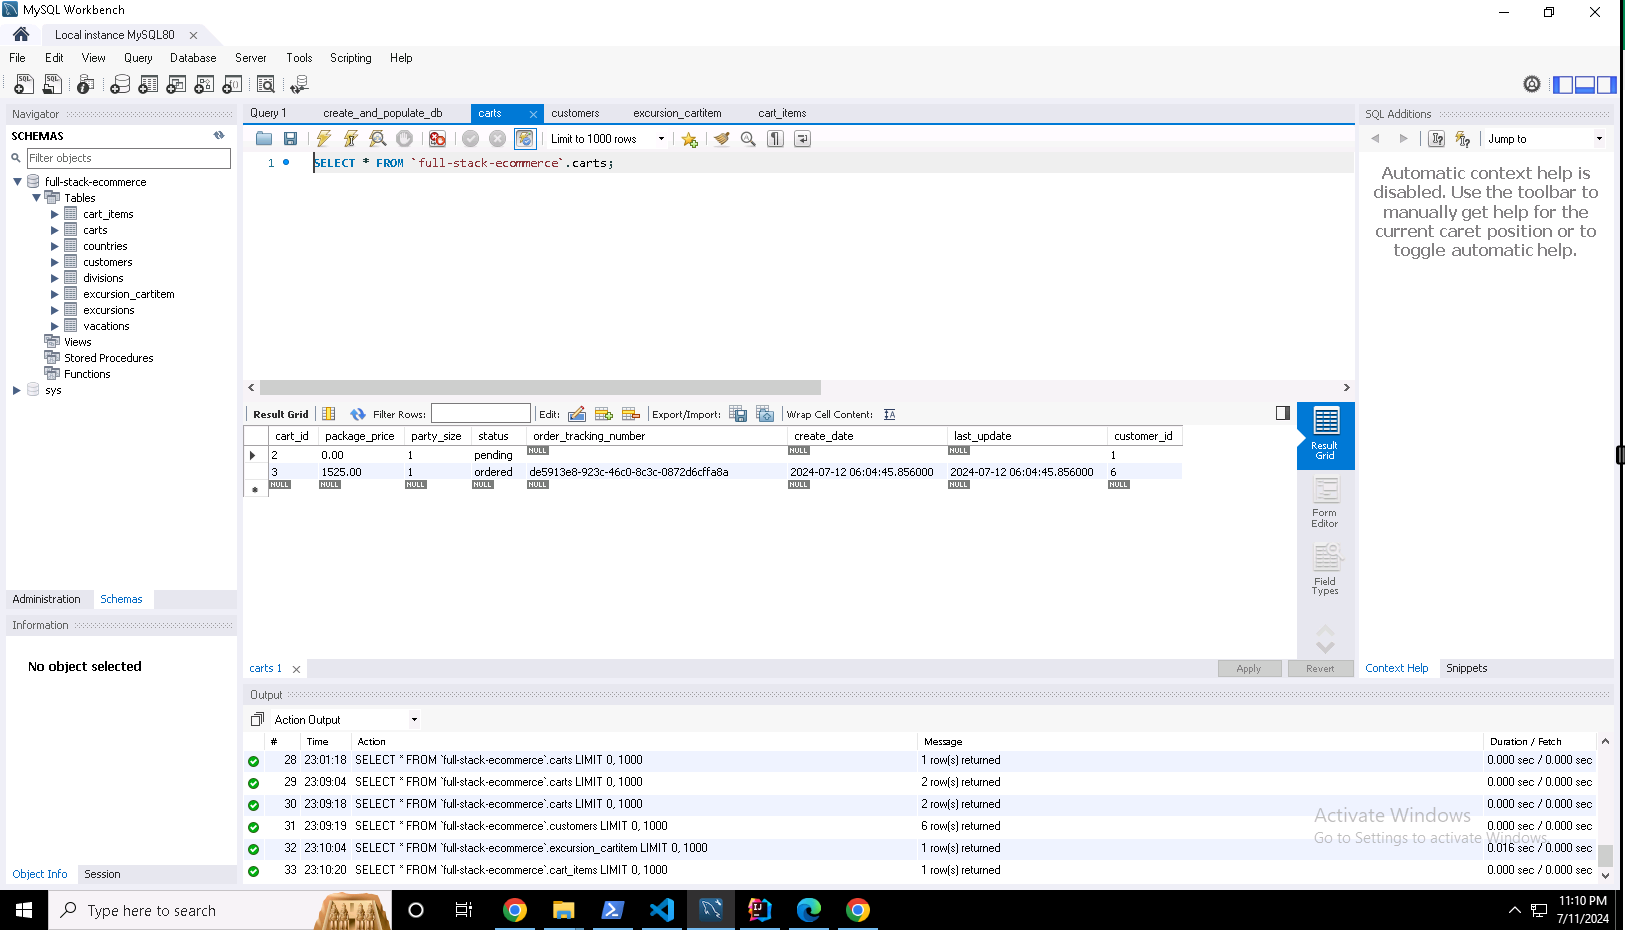 MySQL Workbench
Local instance MySQL80
File Edit View Query Database Server Tools Scripting Help
Navigator
SCHEMAS
Filter objects
full-stack-ecommerce
Tables
cart_items
carts
countries
customers
divisions
excursion_cartitem
excursions
vacations
Views
Stored Procedures
Functions
sys
Administration Schemas
Information
No object selected
Object Info Session
Query 1 create_and_populate_db carts customers excursion_cartitem cart_items
Limit to 1000 rows
1 SELECT * FROM `full-stack-ecommerce`.carts;
Result Grid Filter Rows: Edit: Export/Import: Wrap Cell Content:
cart_id package_price party_size status order_tracking_number create_date last_update customer_id
2 0.00 1 pending NULL NULL NULL 1
3 1525.00 1 ordered de5913e8-923c-46c0-8c3c-0872d6cffa8a 2024-07-12 06:04:45.856000 2024-07-12 06:04:45.856000 6
NULL NULL NULL NULL NULL NULL NULL NULL
Result
Grid
Form
Editor
Field
Types
carts 1 Apply Revert
SQL Additions
Jump to
Automatic context help is
disabled. Use the toolbar to
manually get help for the
current caret position or to
toggle automatic help.
Context Help Snippets
Output
Action Output
# Time Action Message Duration / Fetch
28 23:01:18 SELECT * FROM `full-stack-ecommerce`.carts LIMIT 0, 1000 1 row(s) returned 0.000 sec / 0.000 sec
29 23:09:04 SELECT * FROM `full-stack-ecommerce`.carts LIMIT 0, 1000 2 row(s) returned 0.000 sec / 0.000 sec
30 23:09:18 SELECT * FROM `full-stack-ecommerce`.carts LIMIT 0, 1000 2 row(s) returned 0.000 sec / 0.000 sec
31 23:09:19 SELECT * FROM `full-stack-ecommerce`.customers LIMIT 0, 1000 6 row(s) returned 0.000 sec / 0.000 sec
32 23:10:04 SELECT * FROM `full-stack-ecommerce`.excursion_cartitem LIMIT 0, 1000 1 row(s) returned 0.016 sec / 0.000 sec
33 23:10:20 SELECT * FROM `full-stack-ecommerce`.cart_items LIMIT 0, 1000 1 row(s) returned 0.000 sec / 0.000 sec
Activate Windows
Go to Settings to activate Windows.
Type here to search
11:10 PM
7/11/2024